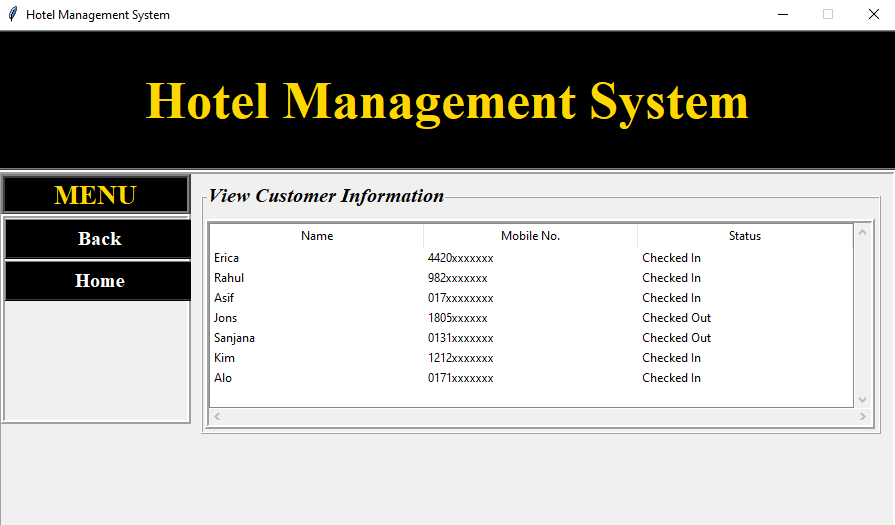 Hotel Management System
Hotel Management System
MENU
Back
Home
View Customer Information
Name Mobile No. Status
Erica 4420xxxxxxx Checked In
Rahul 982xxxxxxx Checked In
Asif 017xxxxxxxx Checked In
Jons 1805xxxxxx Checked Out
Sanjana 0131xxxxxxx Checked Out
Kim 1212xxxxxxx Checked In
Alo 0171xxxxxxx Checked In